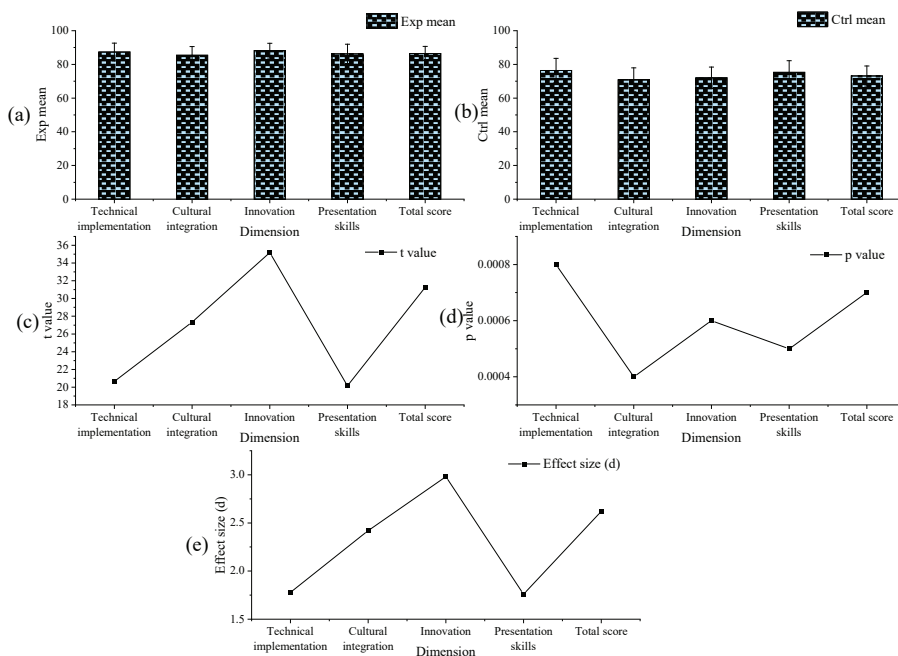 (a)
Exp mean
100
80
60
40
20
0
Exp mean
Technical implementation
Cultural integration
Innovation
Presentation skills
Total score
Dimension
(b)
Ctrl mean
100
80
60
40
20
0
Ctrl mean
Technical implementation
Cultural integration
Innovation
Presentation skills
Total score
Dimension
(c)
t value
36
34
32
30
28
26
24
22
20
18
t value
Technical implementation
Cultural integration
Innovation
Presentation skills
Total score
Dimension
(d)
p value
0.0008
0.0006
0.0004
p value
Technical implementation
Cultural integration
Innovation
Presentation skills
Total score
Dimension
(e)
Effect size (d)
3.0
2.5
2.0
1.5
Effect size (d)
Technical implementation
Cultural integration
Innovation
Presentation skills
Total score
Dimension